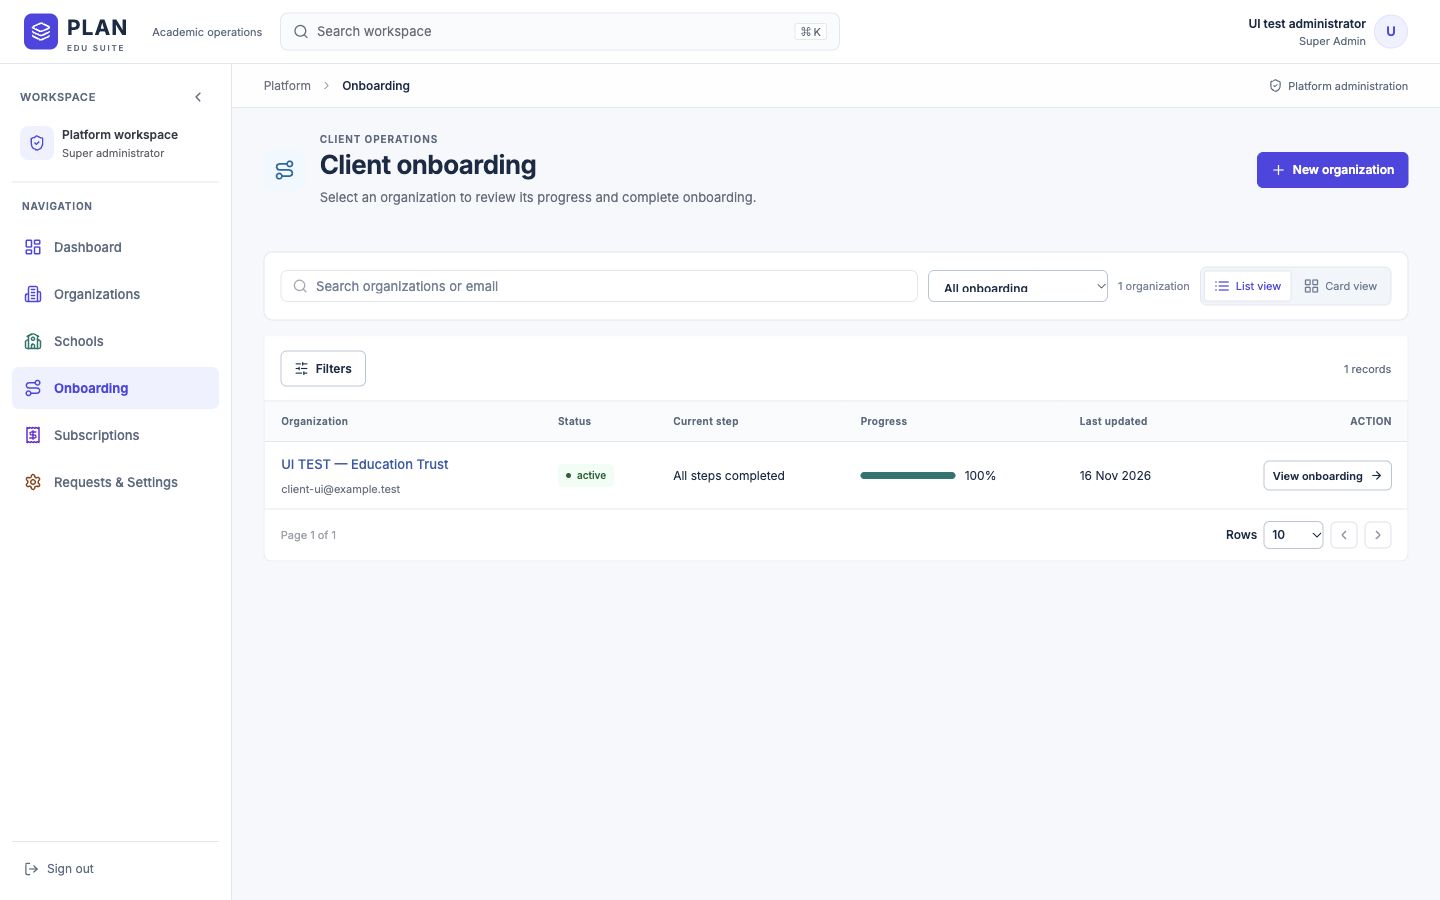 PLAN
EDU SUITE
Academic operations
Search workspace
⌘ K
UI test administrator
Super Admin
U
WORKSPACE
Platform workspace
Super administrator
NAVIGATION
Dashboard
Organizations
Schools
Onboarding
Subscriptions
Requests & Settings
Sign out
Platform
Onboarding
Platform administration
CLIENT OPERATIONS
Client onboarding
Select an organization to review its progress and complete onboarding.
New organization
Search organizations or email
All onboarding
1 organization
List view
Card view
Filters
1 records
Organization Status Current step Progress Last updated ACTION
UI TEST — Education Trust
client-ui@example.test
active
All steps completed
100%
16 Nov 2026
View onboarding
Page 1 of 1
Rows
10